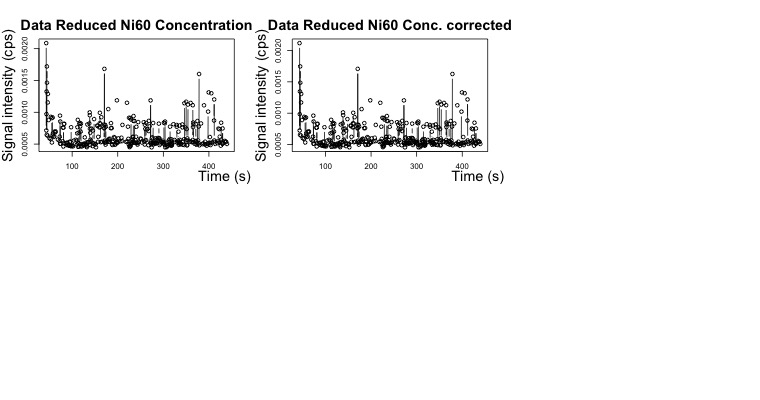 Data Reduced Ni60 Concentration
Signal intensity (cps)
0.0020
0.0015
0.0010
0.0005
100 200 300 400
Time (s)
Data Reduced Ni60 Conc. corrected
Signal intensity (cps)
0.0020
0.0015
0.0010
0.0005
100 200 300 400
Time (s)